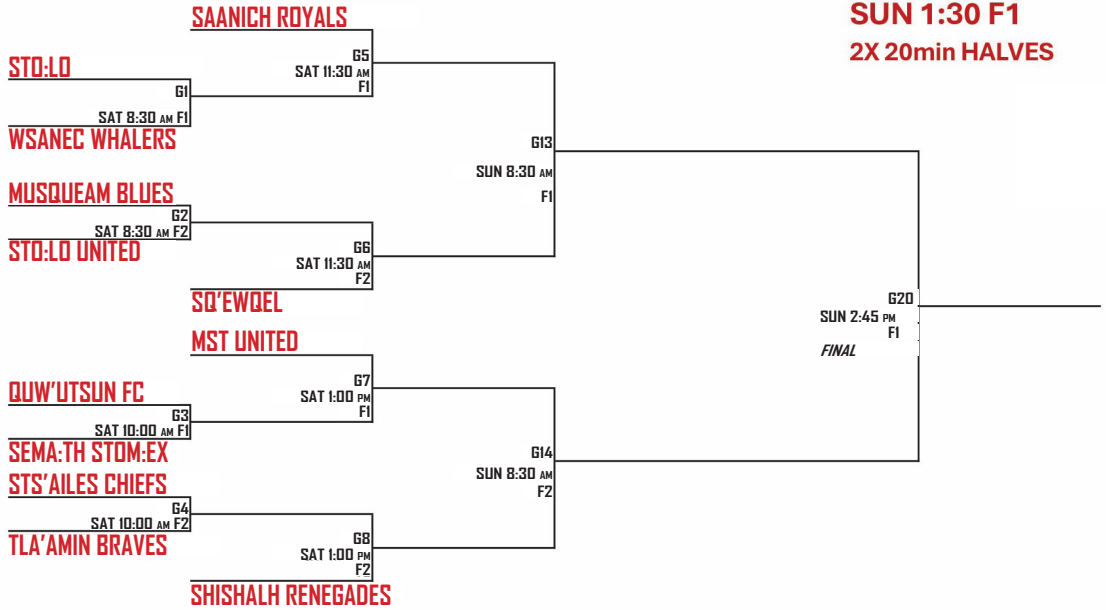 SAANICH ROYALS
SUN 1:30 F1
2X 20min HALVES
G5
SAT 11:30 AM
F1
STO:LO
G1
SAT 8:30 AM F1
WSANEC WHALERS
G13
SUN 8:30 AM
F1
MUSQUEAM BLUES
G2
SAT 8:30 AM F2
STO:LO UNITED
G6
SAT 11:30 AM
F2
SQ'EWQEL
G20
SUN 2:45 PM
F1
FINAL
MST UNITED
G7
SAT 1:00 PM
F1
QUW'UTSUN FC
G3
SAT 10:00 AM F1
SEMA:TH STOM:EX
G14
SUN 8:30 AM
F2
STS'AILES CHIEFS
G4
SAT 10:00 AM F2
TLA'AMIN BRAVES
G8
SAT 1:00 PM
F2
SHISHALH RENEGADES